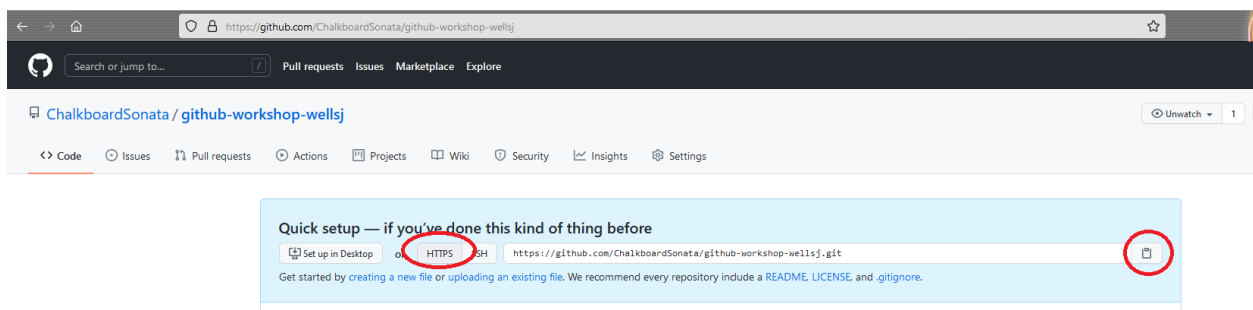 https://github.com/ChalkboardSonata/github-workshop-wellsj
Search or jump to... / Pull requests Issues Marketplace Explore
ChalkboardSonata / github-workshop-wellsj Unwatch 1
<> Code Issues Pull requests Actions Projects Wiki Security Insights Settings
Quick setup — if you've done this kind of thing before
Set up in Desktop HTTPS https://github.com/ChalkboardSonata/github-workshop-wellsj.git
Get started by creating a new file or uploading an existing file. We recommend every repository include a README, LICENSE, and .gitignore.